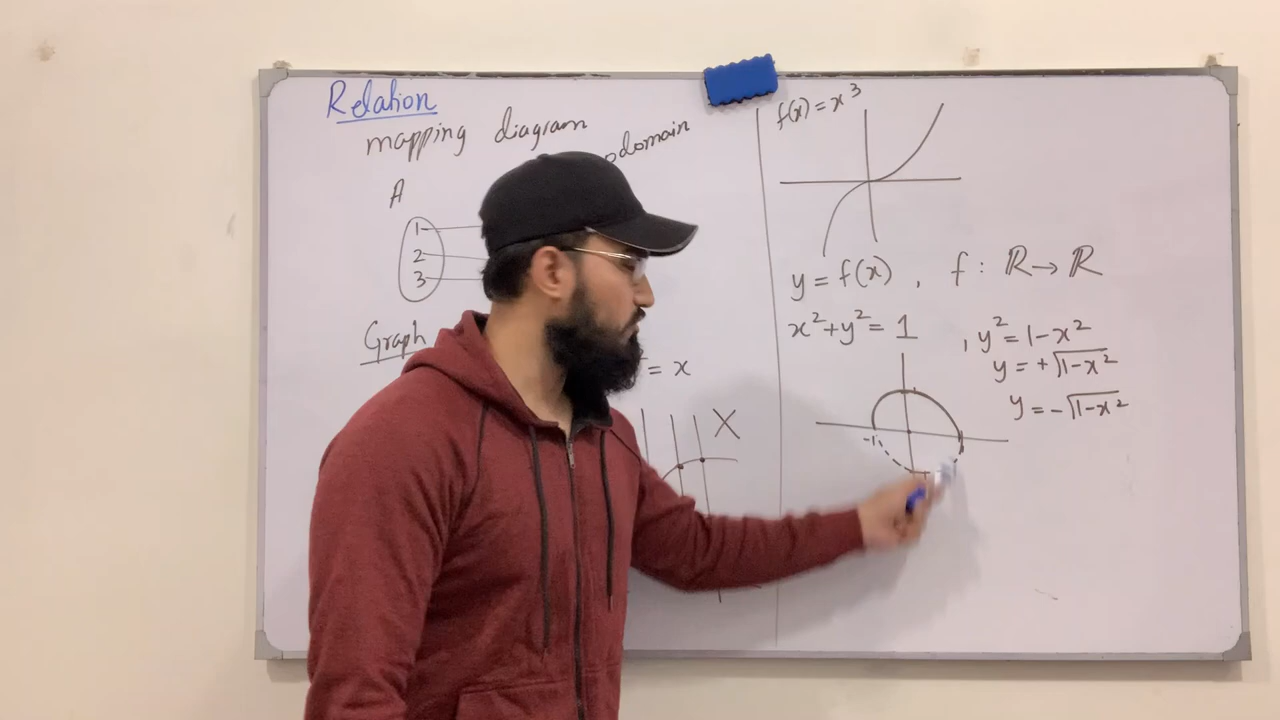 Relation
mapping diagram
A
1
2
3
Graph
= x
X
f(x) = x³
y = f(x) , f : ℝ → ℝ
x² + y² = 1 , y² = 1 - x²
y = + √(1-x²)
y = - √(1-x²)
-1